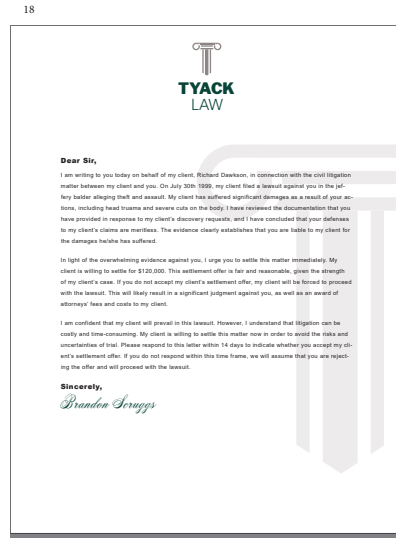 18
TYACK
LAW
Dear Sir,
I am writing to you today on behalf of my client, Richard Dawkson, in connection with the civil litigation
matter between my client and you. On July 30th 1999, my client filed a lawsuit against you in the jef-
fery balder alleging theft and assault. My client has suffered significant damages as a result of your ac-
tions, including head truama and severe cuts on the body. I have reviewed the documentation that you
have provided in response to my client's discovery requests, and I have concluded that your defenses
to my client's claims are meritless. The evidence clearly establishes that you are liable to my client for
the damages he/she has suffered.
In light of the overwhelming evidence against you, I urge you to settle this matter immediately. My
client is willing to settle for $120,000. This settlement offer is fair and reasonable, given the strength
of my client's case. If you do not accept my client's settlement offer, my client will be forced to proceed
with the lawsuit. This will likely result in a significant judgment against you, as well as an award of
attorneys' fees and costs to my client.
I am confident that my client will prevail in this lawsuit. However, I understand that litigation can be
costly and time-consuming. My client is willing to settle this matter now in order to avoid the risks and
uncertainties of trial. Please respond to this letter within 14 days to indicate whether you accept my cli-
ent's settlement offer. If you do not respond within this time frame, we will assume that you are reject-
ing the offer and will proceed with the lawsuit.
Sincerely,
Brandon Scruggs